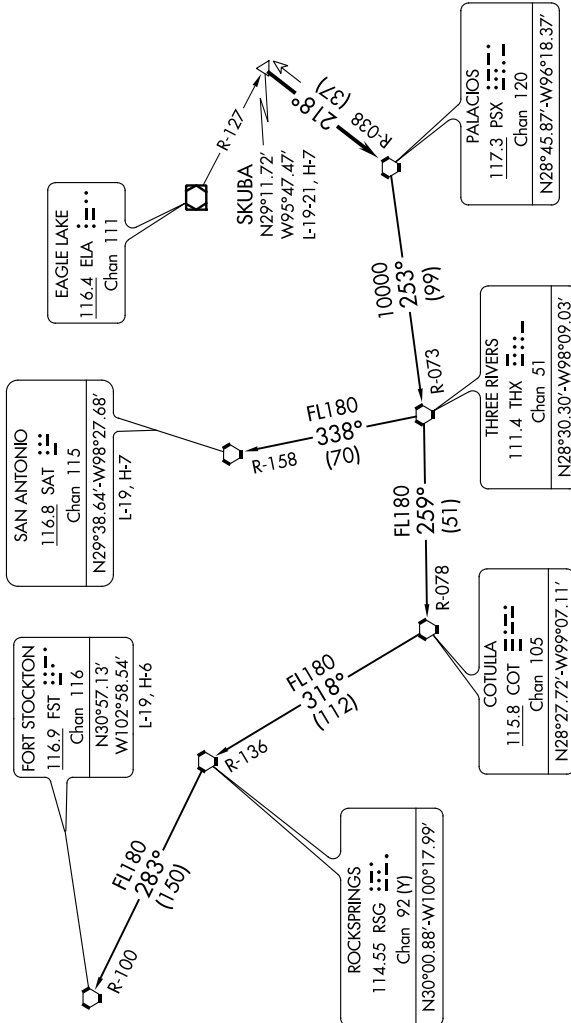 FORT STOCKTON
116.9 FST
Chan 116
N30°57.13'
W102°58.54'
L-19, H-6
SAN ANTONIO
116.8 SAT
Chan 115
N29°38.64'-W98°27.68'
L-19, H-7
EAGLE LAKE
116.4 ELA
Chan 111
R-127
SKUBA
N29°11.72'
W95°47.47'
L-19-21, H-7
218°
(37)
R-038
PALACIOS
117.3 PSX
Chan 120
N28°45.87'-W96°18.37'
10000
253°
(99)
R-073
THREE RIVERS
111.4 THX
Chan 51
N28°30.30'-W98°09.03'
FL180
338°
(70)
R-158
FL180
259°
(51)
R-078
COTULLA
115.8 COT
Chan 105
N28°27.72'-W99°07.11'
FL180
318°
(112)
R-136
ROCKSPRINGS
114.55 RSG
Chan 92 (Y)
N30°00.88'-W100°17.99'
FL180
283°
(150)
R-100